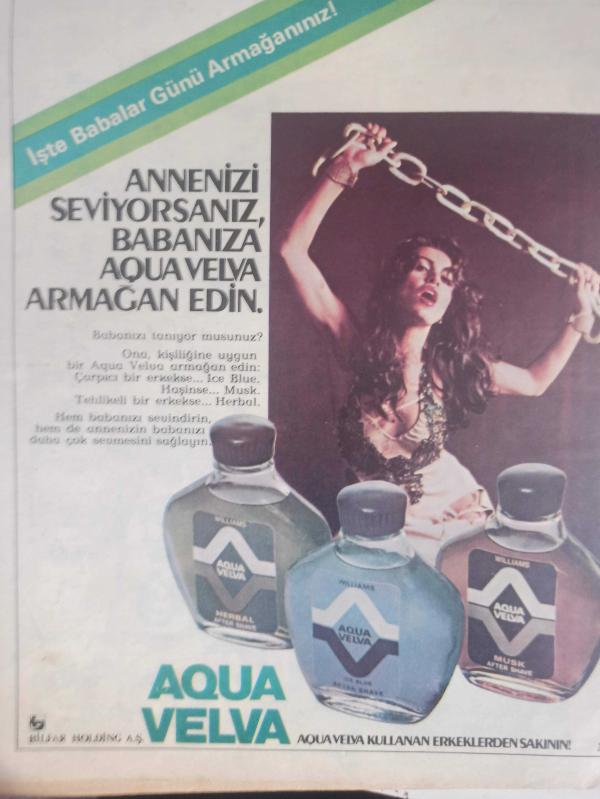 İşte Babalar Günü Armağanınız!
ANNENİZİ
SEVİYORSANIZ,
BABANIZA
AQUA VELVA
ARMAĞAN EDİN.
Babanızı tanıyor musunuz?
Ona, kişiliğine uygun
bir Aqua Velva armağan edin:
Çarpıcı bir erkekse... Ice Blue.
Haşinse... Musk.
Tehlikeli bir erkekse... Herbal.
Hem babanızı sevindirin,
hem de annenizin babanızı
daha çok sevmesini sağlayın.
WILLIAMS
AQUA
VELVA
HERBAL
AFTER SHAVE
WILLIAMS
AQUA
VELVA
ICE BLUE
AFTER SHAVE
WILLIAMS
AQUA
VELVA
MUSK
AFTER SHAVE
AQUA
VELVA
BİLFAR HOLDİNG A.Ş.
AQUA VELVA KULLANAN ERKEKLERDEN SAKININ!